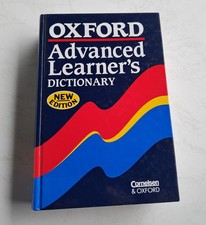 OXFORD
Advanced
Learner's
DICTIONARY
NEW
EDITION
Cornelsen
& OXFORD